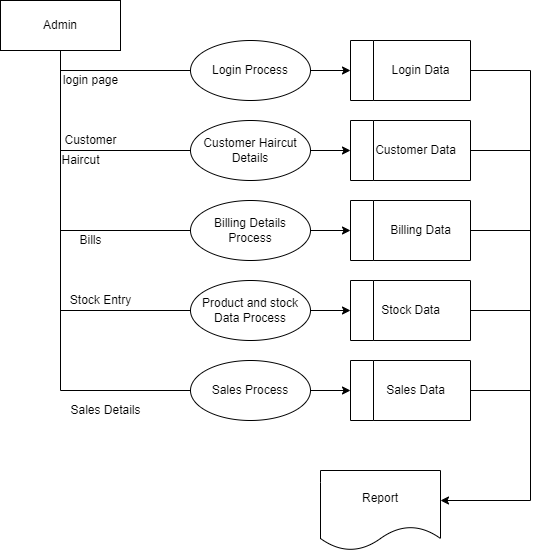 Admin
login page
Login Process
Login Data
Customer
Haircut
Customer Haircut
Details
Customer Data
Bills
Billing Details
Process
Billing Data
Stock Entry
Product and stock
Data Process
Stock Data
Sales Details
Sales Process
Sales Data
Report